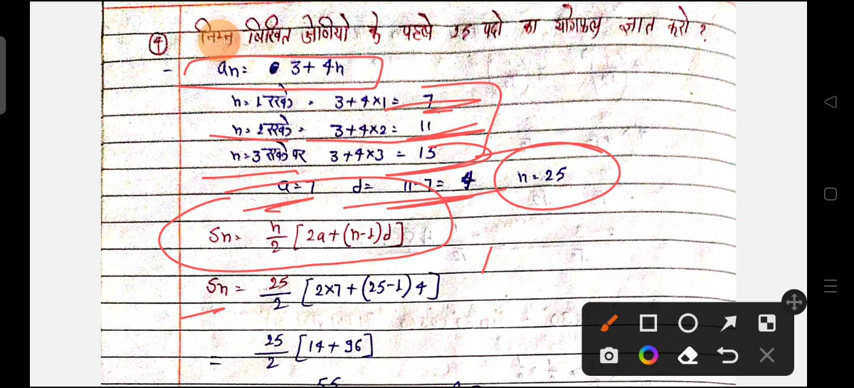 (4) निम्न लिखित श्रेणियो के पहले 25 पदो का योगफल ज्ञात करो ?
- an = 3 + 4n
n = 1 रखने 3 + 4 × 1 = 7
n = 2 रखने 3 + 4 × 2 = 11
n = 3 रखने पर 3 + 4 × 3 = 15
a = 7 d = 11 - 7 = 4 n = 25
Sn = n/2 [2a + (n - 1)d]
Sn = 25/2 [2×7 + (25-1) 4]
= 25/2 [14 + 96]